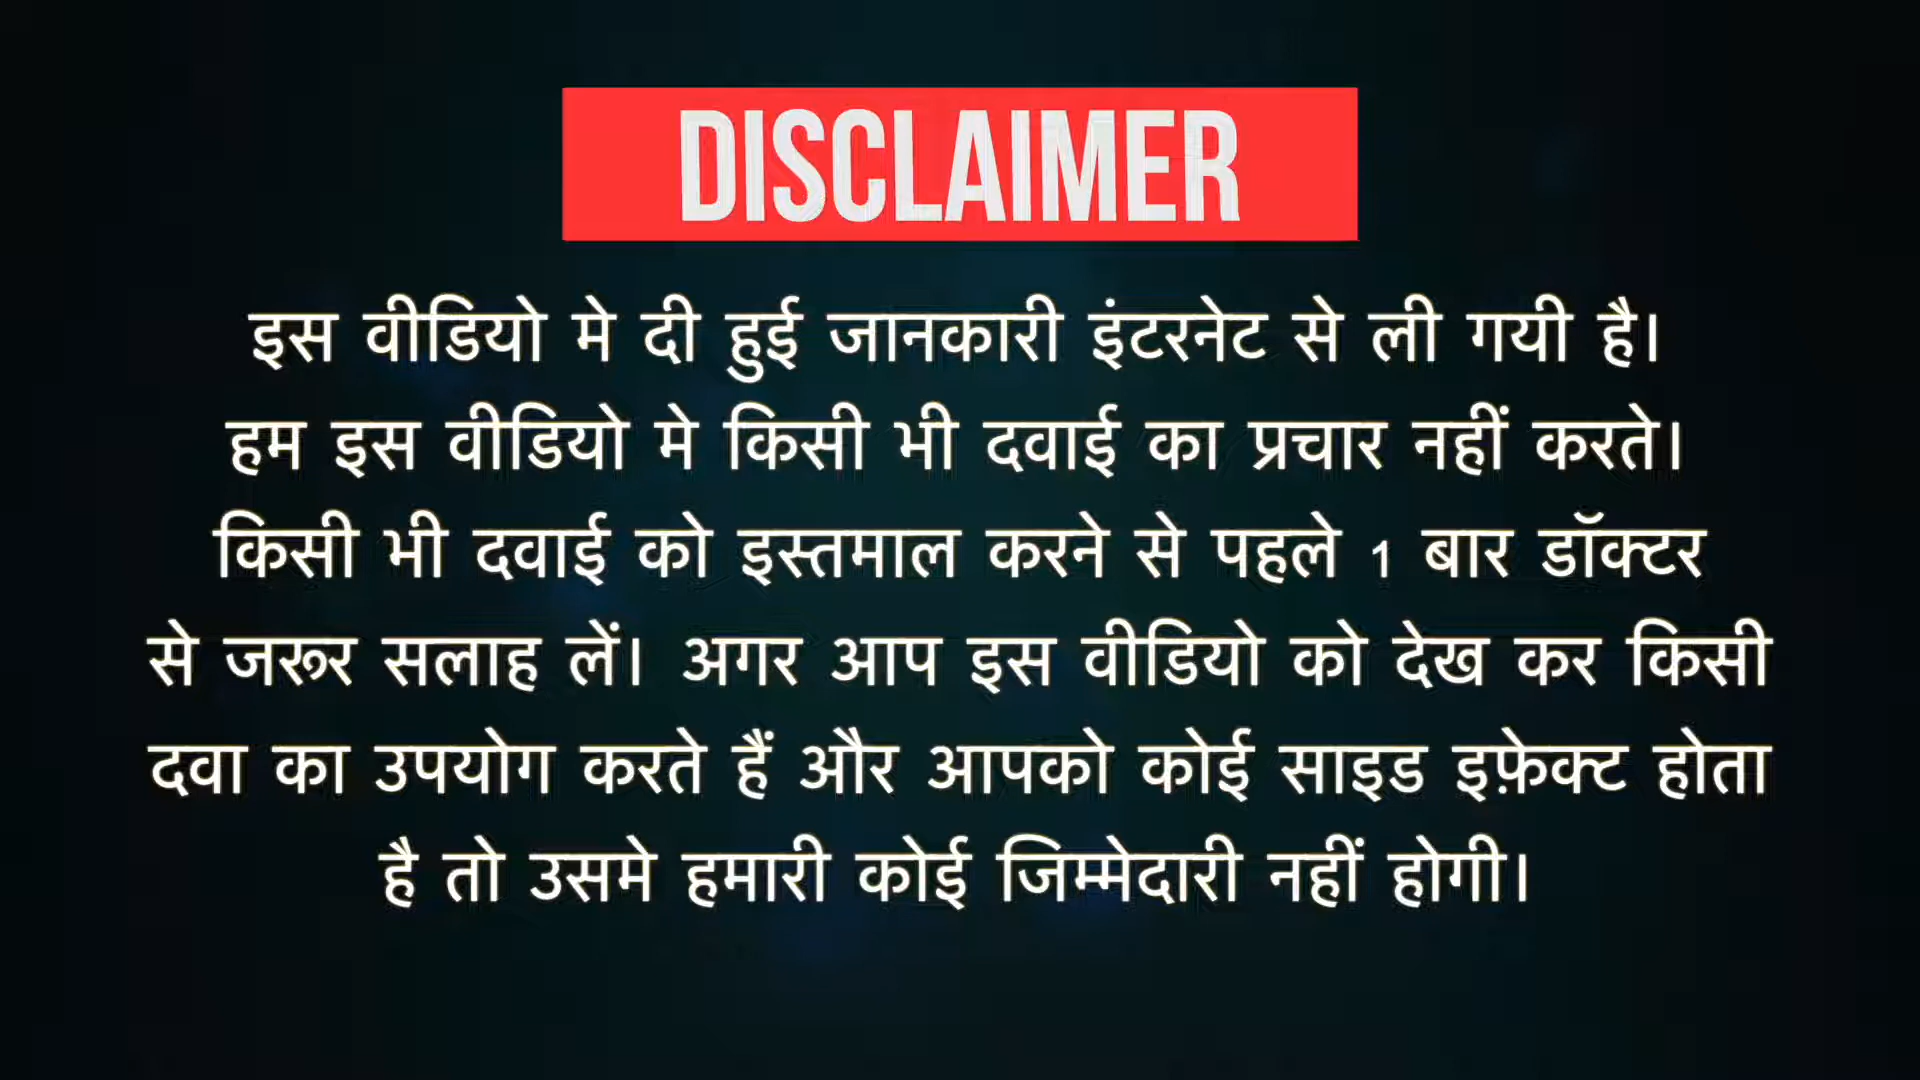 DISCLAIMER
इस वीडियो मे दी हुई जानकारी इंटरनेट से ली गयी है।
हम इस वीडियो मे किसी भी दवाई का प्रचार नहीं करते।
किसी भी दवाई को इस्तमाल करने से पहले 1 बार डॉक्टर
से जरूर सलाह लें। अगर आप इस वीडियो को देख कर किसी
दवा का उपयोग करते हैं और आपको कोई साइड इफ़ेक्ट होता
है तो उसमे हमारी कोई जिम्मेदारी नहीं होगी।